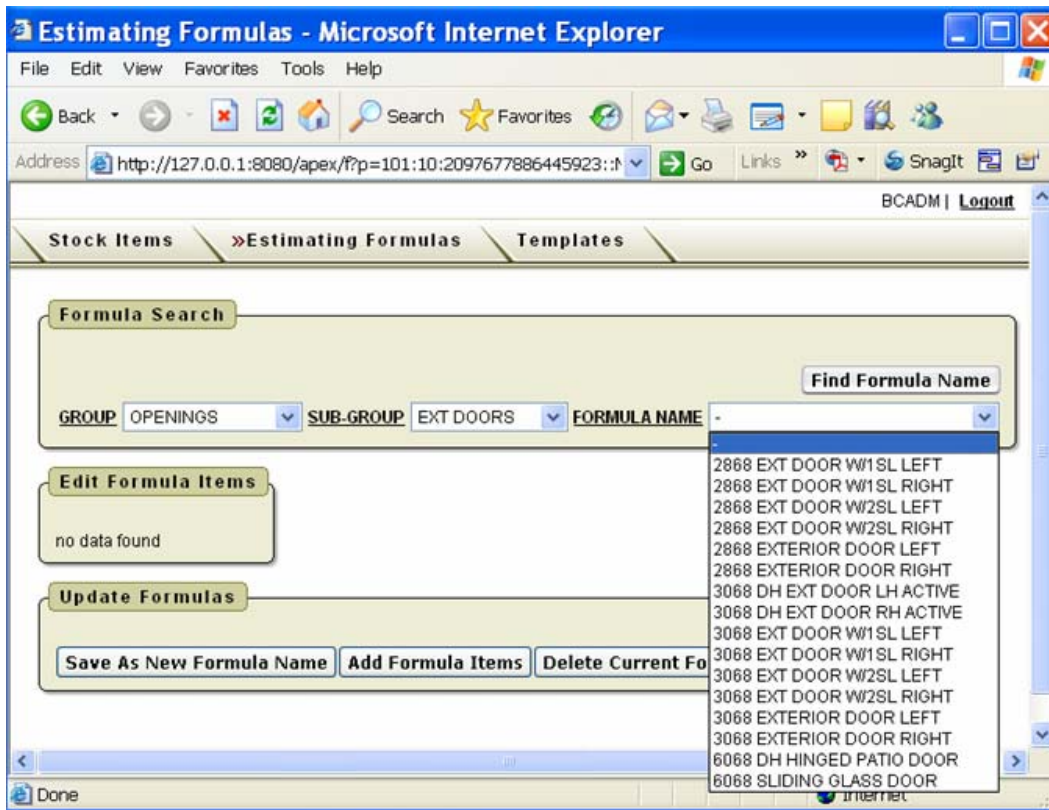 Estimating Formulas - Microsoft Internet Explorer
File Edit View Favorites Tools Help
Back Search Favorites
Address http://127.0.0.1:8080/apex/f?p=101:10:2097677886445923::N Go Links » SnagIt
BCADM | Logout
Stock Items »Estimating Formulas Templates
Formula Search
Find Formula Name
GROUP OPENINGS SUB-GROUP EXT DOORS FORMULA NAME -
-
2868 EXT DOOR W/1SL LEFT
2868 EXT DOOR W/1SL RIGHT
2868 EXT DOOR W/2SL LEFT
2868 EXT DOOR W/2SL RIGHT
2868 EXTERIOR DOOR LEFT
2868 EXTERIOR DOOR RIGHT
3068 DH EXT DOOR LH ACTIVE
3068 DH EXT DOOR RH ACTIVE
3068 EXT DOOR W/1SL LEFT
3068 EXT DOOR W/1SL RIGHT
3068 EXT DOOR W/2SL LEFT
3068 EXT DOOR W/2SL RIGHT
3068 EXTERIOR DOOR LEFT
3068 EXTERIOR DOOR RIGHT
6068 DH HINGED PATIO DOOR
6068 SLIDING GLASS DOOR
Edit Formula Items
no data found
Update Formulas
Save As New Formula Name Add Formula Items Delete Current Fo
Done Internet